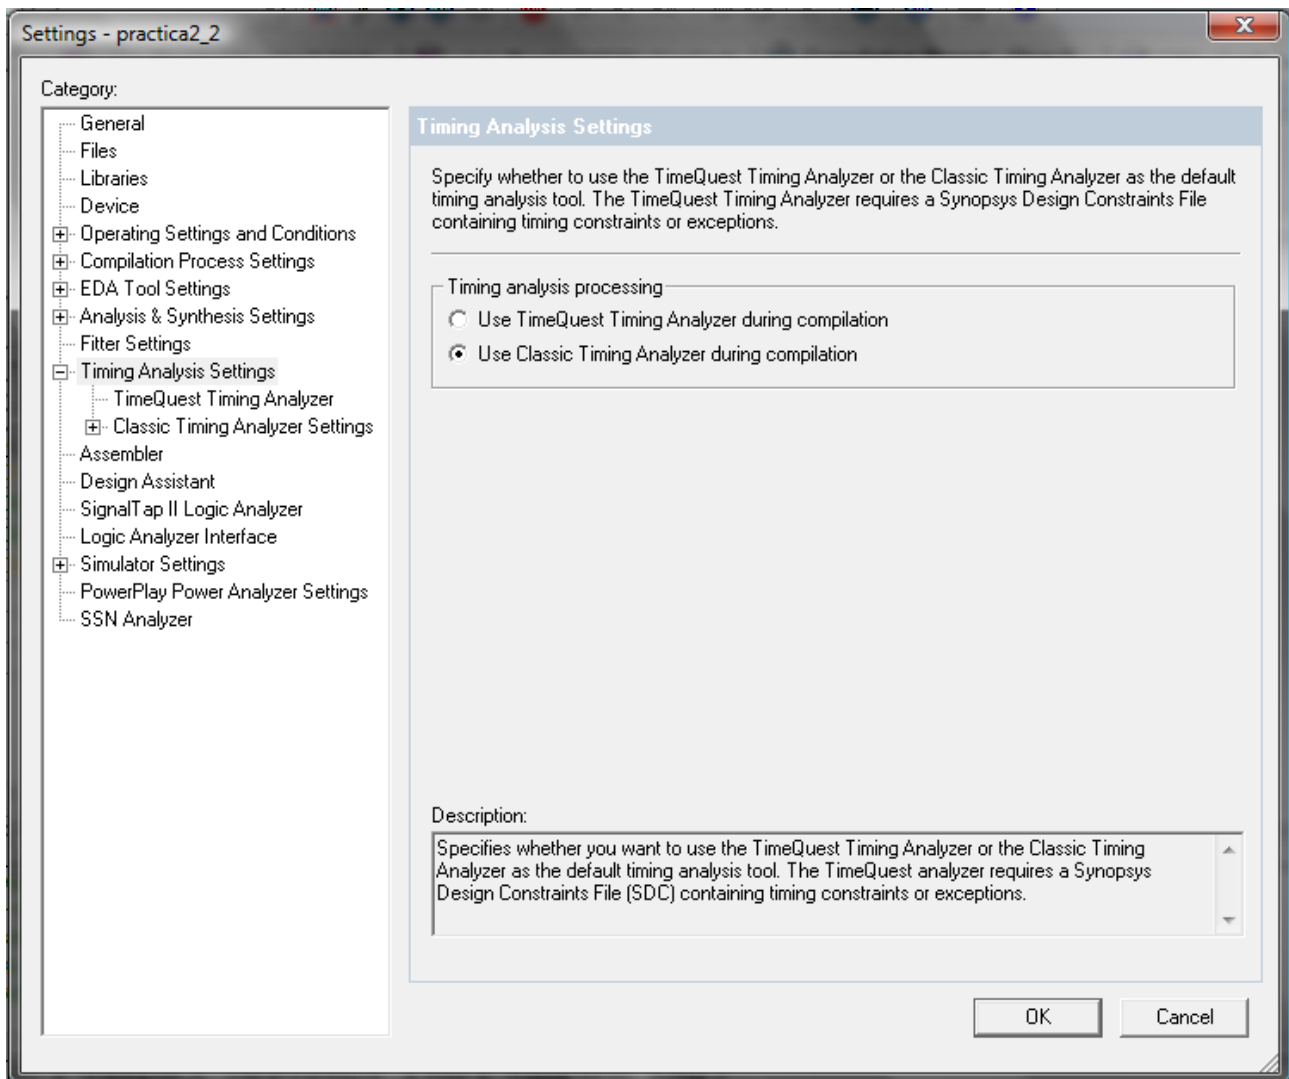 Settings - practica2_2
Category:
General
Files
Libraries
Device
Operating Settings and Conditions
Compilation Process Settings
EDA Tool Settings
Analysis & Synthesis Settings
Fitter Settings
Timing Analysis Settings
TimeQuest Timing Analyzer
Classic Timing Analyzer Settings
Assembler
Design Assistant
SignalTap II Logic Analyzer
Logic Analyzer Interface
Simulator Settings
PowerPlay Power Analyzer Settings
SSN Analyzer
Timing Analysis Settings
Specify whether to use the TimeQuest Timing Analyzer or the Classic Timing Analyzer as the default
timing analysis tool. The TimeQuest Timing Analyzer requires a Synopsys Design Constraints File
containing timing constraints or exceptions.
Timing analysis processing
Use TimeQuest Timing Analyzer during compilation
Use Classic Timing Analyzer during compilation
Description:
Specifies whether you want to use the TimeQuest Timing Analyzer or the Classic Timing
Analyzer as the default timing analysis tool. The TimeQuest analyzer requires a Synopsys
Design Constraints File (SDC) containing timing constraints or exceptions.
OK
Cancel